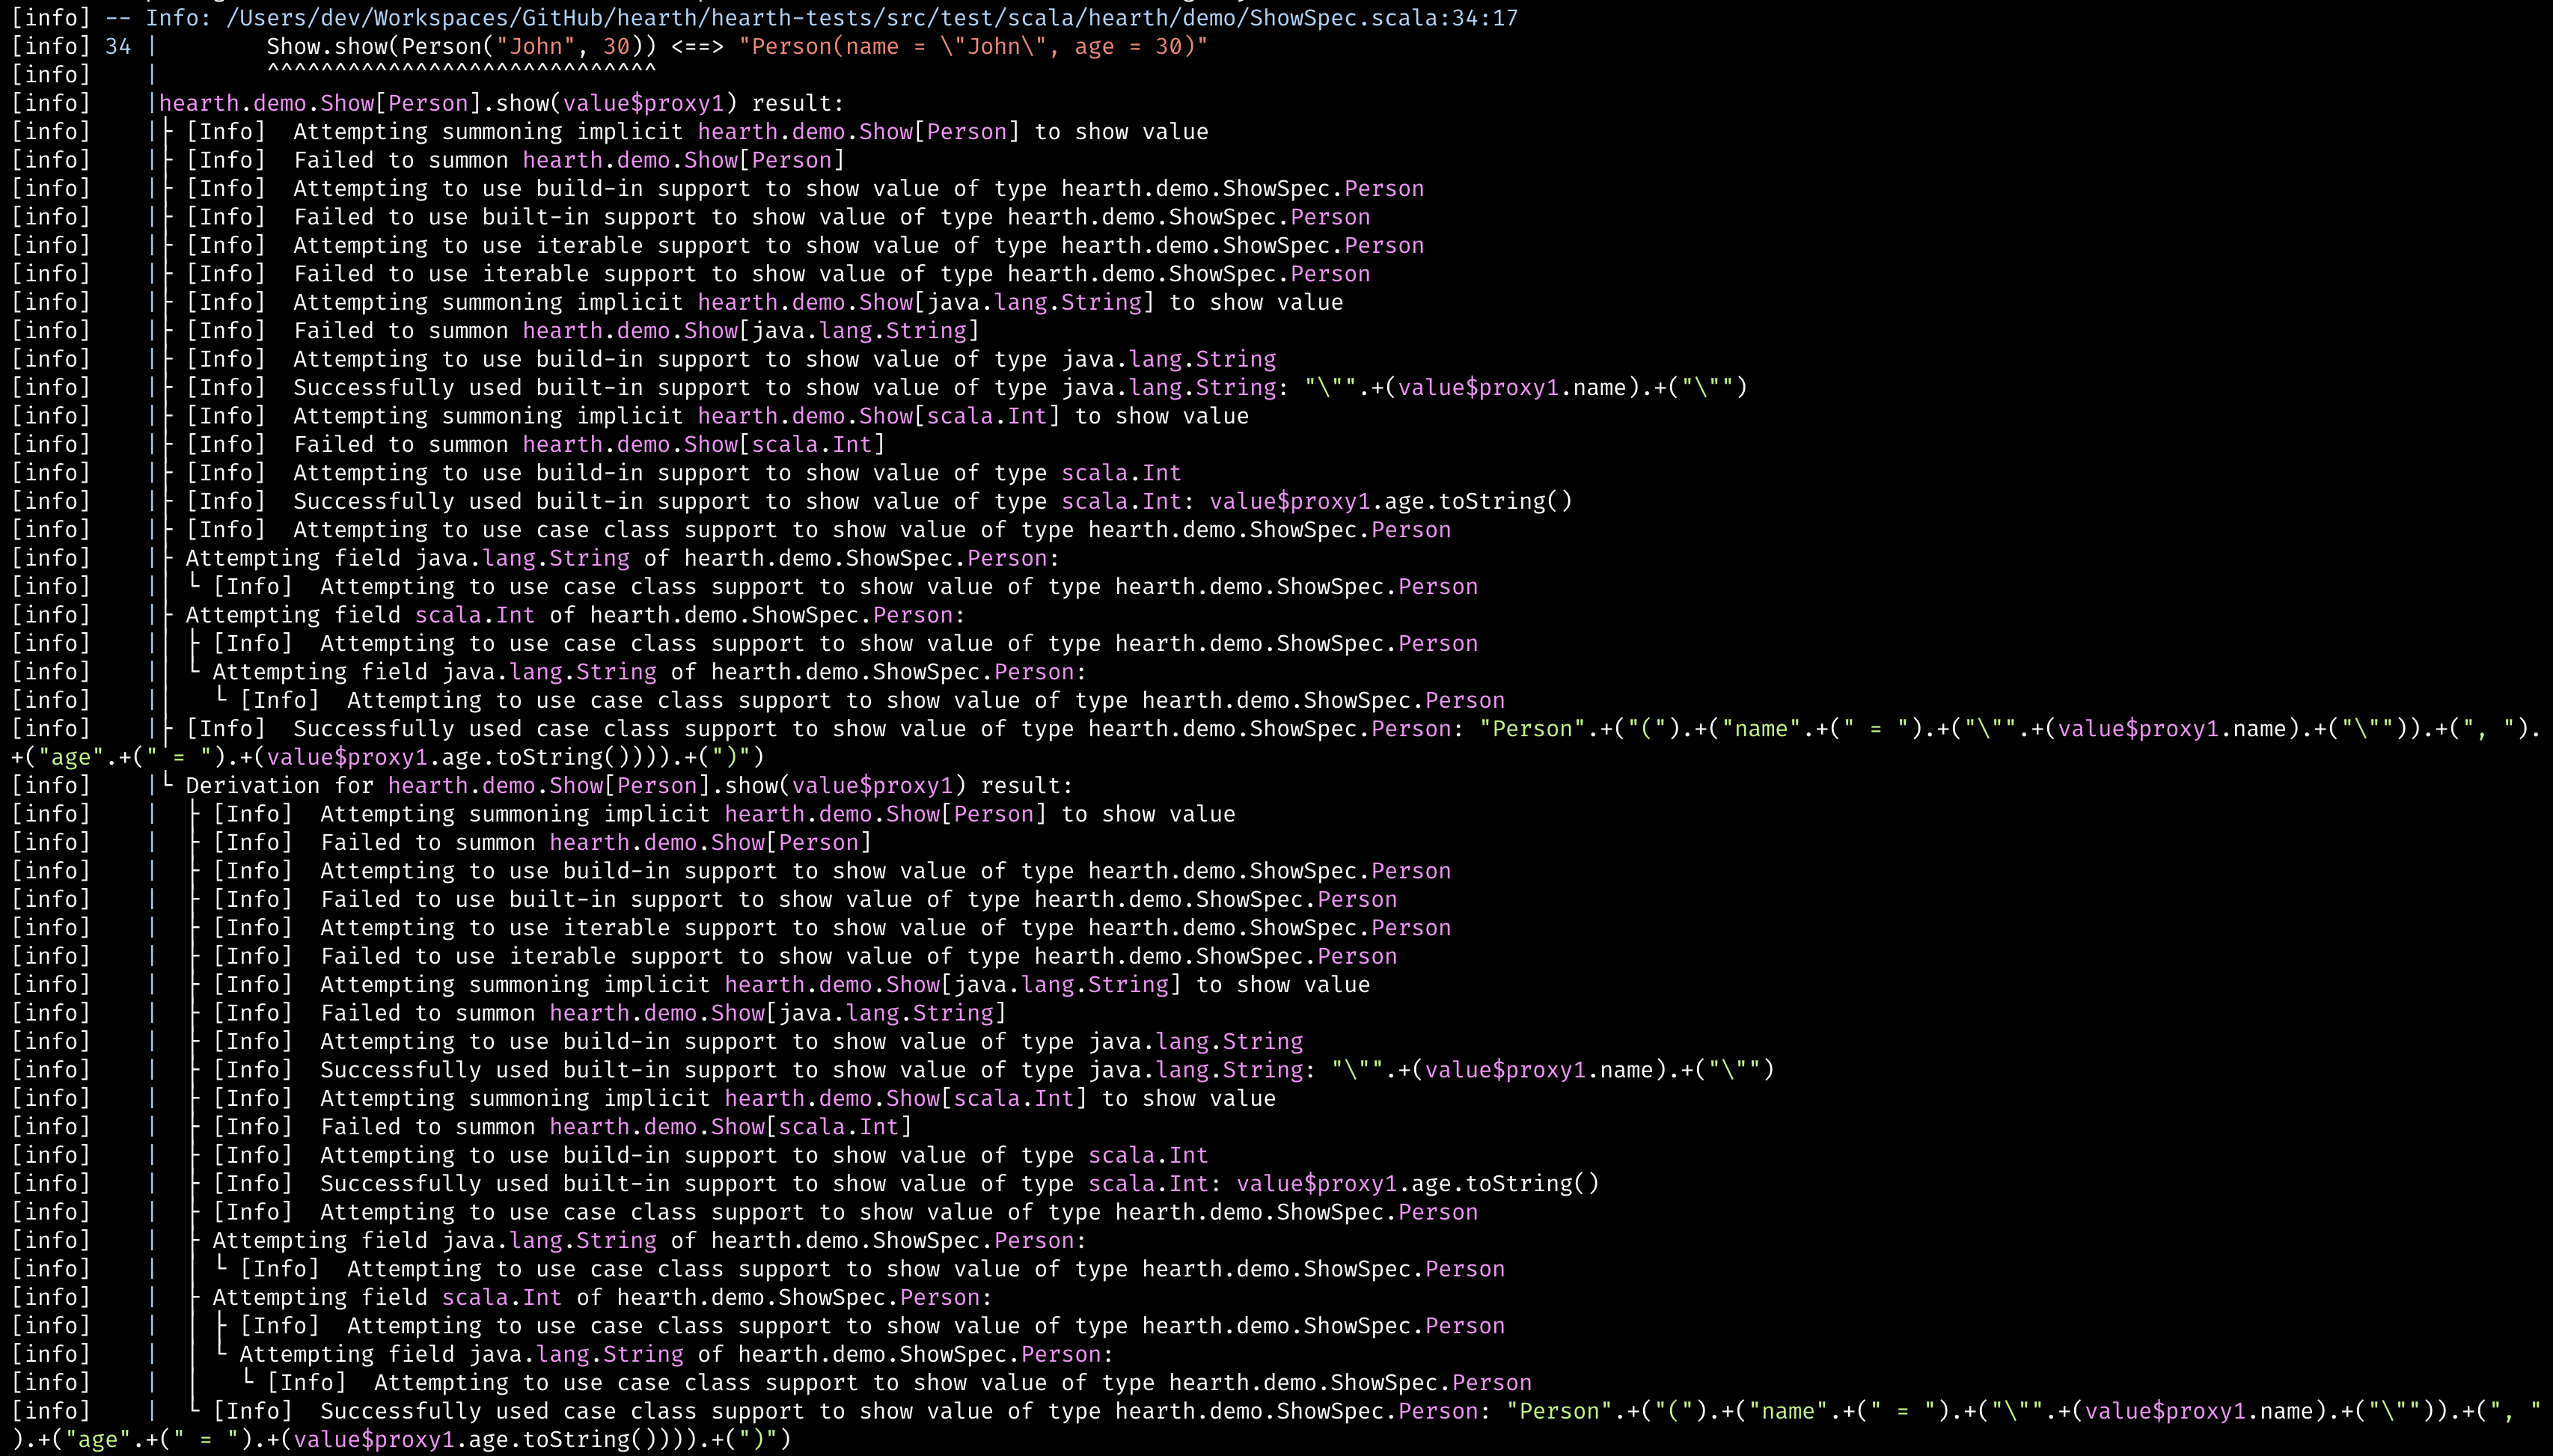 [info] -- Info: /Users/dev/Workspaces/GitHub/hearth/hearth-tests/src/test/scala/hearth/demo/ShowSpec.scala:34:17
[info] 34 |        Show.show(Person("John", 30)) <==> "Person(name = \"John\", age = 30)"
[info]    |        ^^^^^^^^^^^^^^^^^^^^^^^^^^^^^
[info]    |hearth.demo.Show[Person].show(value$proxy1) result:
[info]    |├ [Info]  Attempting summoning implicit hearth.demo.Show[Person] to show value
[info]    |├ [Info]  Failed to summon hearth.demo.Show[Person]
[info]    |├ [Info]  Attempting to use build-in support to show value of type hearth.demo.ShowSpec.Person
[info]    |├ [Info]  Failed to use built-in support to show value of type hearth.demo.ShowSpec.Person
[info]    |├ [Info]  Attempting to use iterable support to show value of type hearth.demo.ShowSpec.Person
[info]    |├ [Info]  Failed to use iterable support to show value of type hearth.demo.ShowSpec.Person
[info]    |├ [Info]  Attempting summoning implicit hearth.demo.Show[java.lang.String] to show value
[info]    |├ [Info]  Failed to summon hearth.demo.Show[java.lang.String]
[info]    |├ [Info]  Attempting to use build-in support to show value of type java.lang.String
[info]    |├ [Info]  Successfully used built-in support to show value of type java.lang.String: "\"".+(value$proxy1.name).+("\"")
[info]    |├ [Info]  Attempting summoning implicit hearth.demo.Show[scala.Int] to show value
[info]    |├ [Info]  Failed to summon hearth.demo.Show[scala.Int]
[info]    |├ [Info]  Attempting to use build-in support to show value of type scala.Int
[info]    |├ [Info]  Successfully used built-in support to show value of type scala.Int: value$proxy1.age.toString()
[info]    |├ [Info]  Attempting to use case class support to show value of type hearth.demo.ShowSpec.Person
[info]    |├ Attempting field java.lang.String of hearth.demo.ShowSpec.Person:
[info]    |│ └ [Info]  Attempting to use case class support to show value of type hearth.demo.ShowSpec.Person
[info]    |├ Attempting field scala.Int of hearth.demo.ShowSpec.Person:
[info]    |│ ├ [Info]  Attempting to use case class support to show value of type hearth.demo.ShowSpec.Person
[info]    |│ └ Attempting field java.lang.String of hearth.demo.ShowSpec.Person:
[info]    |│   └ [Info]  Attempting to use case class support to show value of type hearth.demo.ShowSpec.Person
[info]    |├ [Info]  Successfully used case class support to show value of type hearth.demo.ShowSpec.Person: "Person".+("(").+("name".+(" = ").+("\"".+(value$proxy1.name).+("\"")).+(", ").
+("age".+(" = ").+(value$proxy1.age.toString()))).+(")")
[info]    |└ Derivation for hearth.demo.Show[Person].show(value$proxy1) result:
[info]    |  ├ [Info]  Attempting summoning implicit hearth.demo.Show[Person] to show value
[info]    |  ├ [Info]  Failed to summon hearth.demo.Show[Person]
[info]    |  ├ [Info]  Attempting to use build-in support to show value of type hearth.demo.ShowSpec.Person
[info]    |  ├ [Info]  Failed to use built-in support to show value of type hearth.demo.ShowSpec.Person
[info]    |  ├ [Info]  Attempting to use iterable support to show value of type hearth.demo.ShowSpec.Person
[info]    |  ├ [Info]  Failed to use iterable support to show value of type hearth.demo.ShowSpec.Person
[info]    |  ├ [Info]  Attempting summoning implicit hearth.demo.Show[java.lang.String] to show value
[info]    |  ├ [Info]  Failed to summon hearth.demo.Show[java.lang.String]
[info]    |  ├ [Info]  Attempting to use build-in support to show value of type java.lang.String
[info]    |  ├ [Info]  Successfully used built-in support to show value of type java.lang.String: "\"".+(value$proxy1.name).+("\"")
[info]    |  ├ [Info]  Attempting summoning implicit hearth.demo.Show[scala.Int] to show value
[info]    |  ├ [Info]  Failed to summon hearth.demo.Show[scala.Int]
[info]    |  ├ [Info]  Attempting to use build-in support to show value of type scala.Int
[info]    |  ├ [Info]  Successfully used built-in support to show value of type scala.Int: value$proxy1.age.toString()
[info]    |  ├ [Info]  Attempting to use case class support to show value of type hearth.demo.ShowSpec.Person
[info]    |  ├ Attempting field java.lang.String of hearth.demo.ShowSpec.Person:
[info]    |  │ └ [Info]  Attempting to use case class support to show value of type hearth.demo.ShowSpec.Person
[info]    |  ├ Attempting field scala.Int of hearth.demo.ShowSpec.Person:
[info]    |  │ ├ [Info]  Attempting to use case class support to show value of type hearth.demo.ShowSpec.Person
[info]    |  │ └ Attempting field java.lang.String of hearth.demo.ShowSpec.Person:
[info]    |  │   └ [Info]  Attempting to use case class support to show value of type hearth.demo.ShowSpec.Person
[info]    |  └ [Info]  Successfully used case class support to show value of type hearth.demo.ShowSpec.Person: "Person".+("(").+("name".+(" = ").+("\"".+(value$proxy1.name).+("\"")).+(", "
).+("age".+(" = ").+(value$proxy1.age.toString()))).+(")")